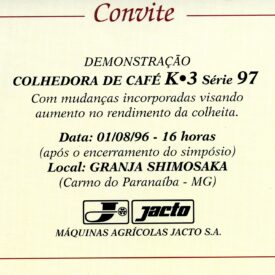 Convite
DEMONSTRAÇÃO
COLHEDORA DE CAFÉ K•3 Série 97
Com mudanças incorporadas visando
aumento no rendimento da colheita.
Data: 01/08/96 - 16 horas
(após o encerramento do simpósio)
Local: GRANJA SHIMOSAKA
(Carmo do Paranaíba - MG)
J jacto
MÁQUINAS AGRÍCOLAS JACTO S.A.